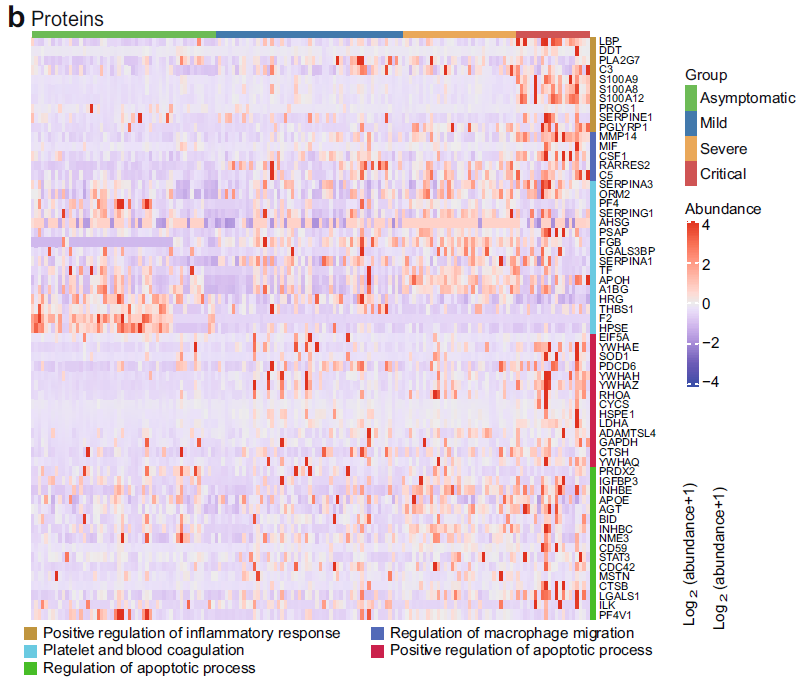 b Proteins
LBP
DDT
PLA2G7
C3
S100A9
S100A8
S100A12
PROS1
SERPINE1
PGLYRP1
MMP14
MIF
CSF1
RARRES2
C5
SERPINA3
ORM2
PF4
SERPING1
AHSG
PSAP
FGB
LGALS3BP
SERPINA1
TF
APOH
A1BG
HRG
THBS1
F2
HPSE
EIF5A
YWHAE
SOD1
PDCD6
YWHAH
YWHAZ
RHOA
CYCS
HSPE1
LDHA
ADAMTSL4
GAPDH
CTSH
YWHAQ
PRDX2
IGFBP3
INHBE
APOE
AGT
BID
INHBC
NME3
CD59
STAT3
CDC42
MSTN
CTSB
LGALS1
ILK
PF4V1
Group
Asymptomatic
Mild
Severe
Critical
Abundance
4
2
0
−2
−4
Log 2 (abundance+1)
Log 2 (abundance+1)
Positive regulation of inflammatory response
Regulation of macrophage migration
Platelet and blood coagulation
Positive regulation of apoptotic process
Regulation of apoptotic process